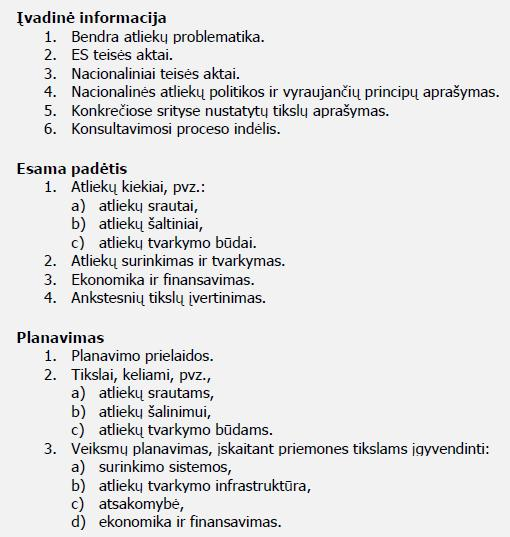 Įvadinė informacija
1. Bendra atliekų problematika.
2. ES teisės aktai.
3. Nacionaliniai teisės aktai.
4. Nacionalinės atliekų politikos ir vyraujančių principų aprašymas.
5. Konkrečiose srityse nustatytų tikslų aprašymas.
6. Konsultavimosi proceso indėlis.
Esama padėtis
1. Atliekų kiekiai, pvz.:
a) atliekų srautai,
b) atliekų šaltiniai,
c) atliekų tvarkymo būdai.
2. Atliekų surinkimas ir tvarkymas.
3. Ekonomika ir finansavimas.
4. Ankstesnių tikslų įvertinimas.
Planavimas
1. Planavimo prielaidos.
2. Tikslai, keliami, pvz.,
a) atliekų srautams,
b) atliekų šalinimui,
c) atliekų tvarkymo būdams.
3. Veiksmų planavimas, įskaitant priemones tikslams įgyvendinti:
a) surinkimo sistemos,
b) atliekų tvarkymo infrastruktūra,
c) atsakomybė,
d) ekonomika ir finansavimas.